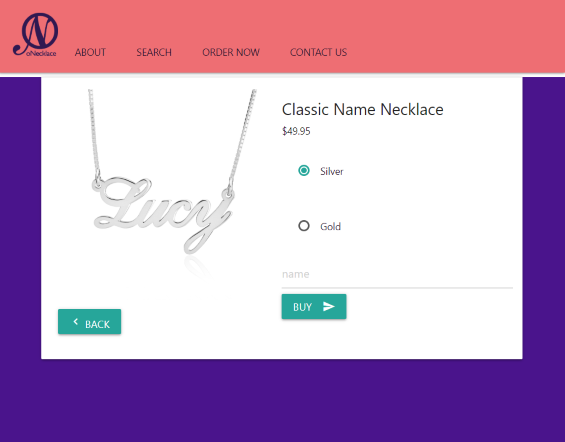 oNecklace
ABOUT SEARCH ORDER NOW CONTACT US
Lucy
Classic Name Necklace
$49.95
Silver
Gold
name
BUY
BACK